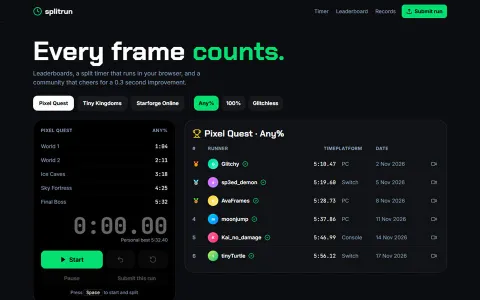 splitrun
Timer
Leaderboard
Records
Submit run
Every frame counts.
Leaderboards, a split timer that runs in your browser, and a
community that cheers for a 0.3 second improvement.
Pixel Quest
Tiny Kingdoms
Starforge Online
Any%
100%
Glitchless
PIXEL QUEST ANY%
World 1 1:04
World 2 2:11
Ice Caves 3:18
Sky Fortress 4:25
Final Boss 5:32
0:00.00
Personal best 5:32.40
Start
Pause
Submit this run
Press Space to start and split
Pixel Quest · Any%
# RUNNER TIME PLATFORM DATE
Glitchy 5:10.47 PC 2 Nov 2026
sp3ed_demon 5:19.60 Switch 5 Nov 2026
AvaFrames 5:28.73 PC 8 Nov 2026
4 moonjump 5:37.86 PC 11 Nov 2026
5 Kai_no_damage 5:46.99 Console 14 Nov 2026
6 tinyTurtle 5:56.12 Switch 17 Nov 2026